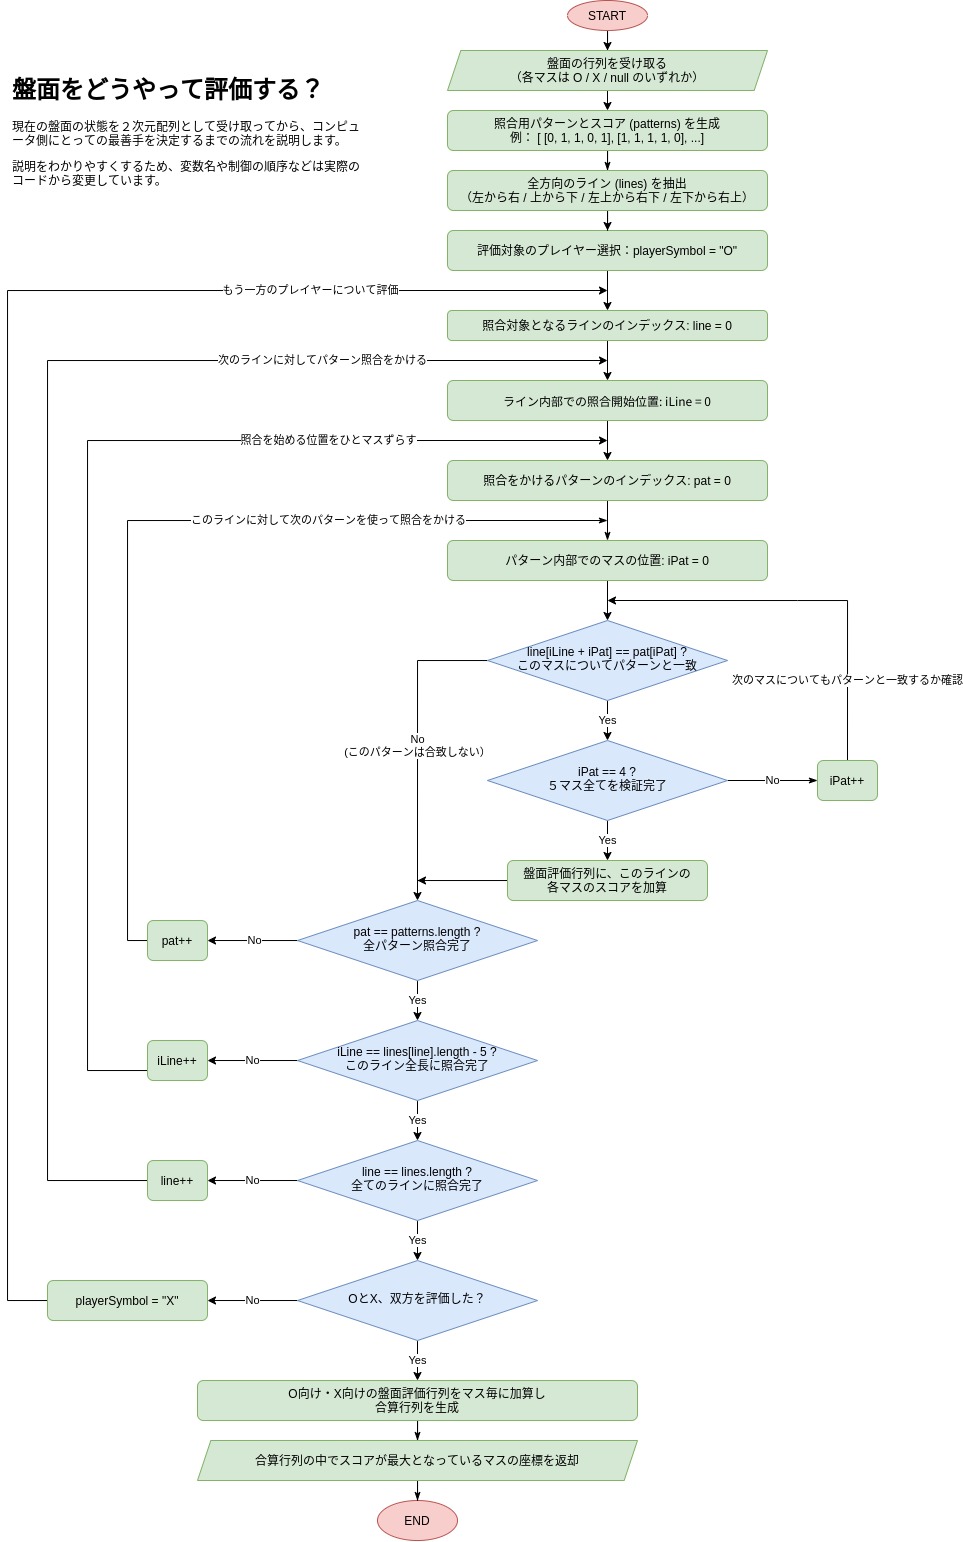 START
盤面の行列を受け取る
（各マスは O / X / null のいずれか）
盤面をどうやって評価する？
現在の盤面の状態を２次元配列として受け取ってから、コンピュ
ータ側にとっての最善手を決定するまでの流れを説明します。
説明をわかりやすくするため、変数名や制御の順序などは実際の
コードから変更しています。
照合用パターンとスコア (patterns) を生成
例： [ [0, 1, 1, 0, 1], [1, 1, 1, 1, 0], ...]
全方向のライン (lines) を抽出
（左から右 / 上から下 / 左上から右下 / 左下から右上）
評価対象のプレイヤー選択：playerSymbol = "O"
もう一方のプレイヤーについて評価
照合対象となるラインのインデックス: line = 0
次のラインに対してパターン照合をかける
ライン内部での照合開始位置: iLine = 0
照合を始める位置をひとマスずらす
照合をかけるパターンのインデックス: pat = 0
このラインに対して次のパターンを使って照合をかける
パターン内部でのマスの位置: iPat = 0
line[iLine + iPat] == pat[iPat] ?
このマスについてパターンと一致
次のマスについてもパターンと一致するか確認
Yes
No
(このパターンは合致しない）
iPat == 4 ?
５マス全てを検証完了
No
iPat++
Yes
盤面評価行列に、このラインの
各マスのスコアを加算
pat == patterns.length ?
全パターン照合完了
No
pat++
Yes
iLine == lines[line].length - 5 ?
このライン全長に照合完了
No
iLine++
Yes
line == lines.length ?
全てのラインに照合完了
No
line++
Yes
OとX、双方を評価した？
No
playerSymbol = "X"
Yes
O向け・X向けの盤面評価行列をマス毎に加算し
合算行列を生成
合算行列の中でスコアが最大となっているマスの座標を返却
END